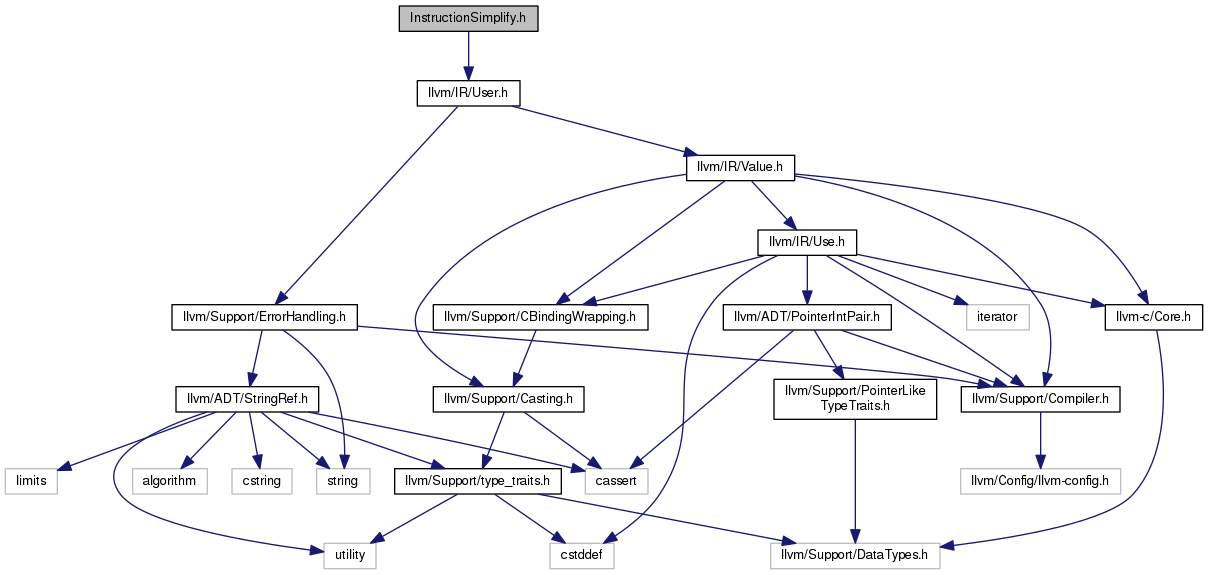 InstructionSimplify.h
llvm/IR/User.h
llvm/IR/Value.h
llvm/IR/Use.h
llvm/Support/ErrorHandling.h
llvm/Support/CBindingWrapping.h
llvm/ADT/PointerIntPair.h
iterator
llvm-c/Core.h
llvm/ADT/StringRef.h
llvm/Support/Casting.h
llvm/Support/PointerLike
TypeTraits.h
llvm/Support/Compiler.h
limits
algorithm
cstring
string
llvm/Support/type_traits.h
cassert
llvm/Config/llvm-config.h
utility
cstddef
llvm/Support/DataTypes.h